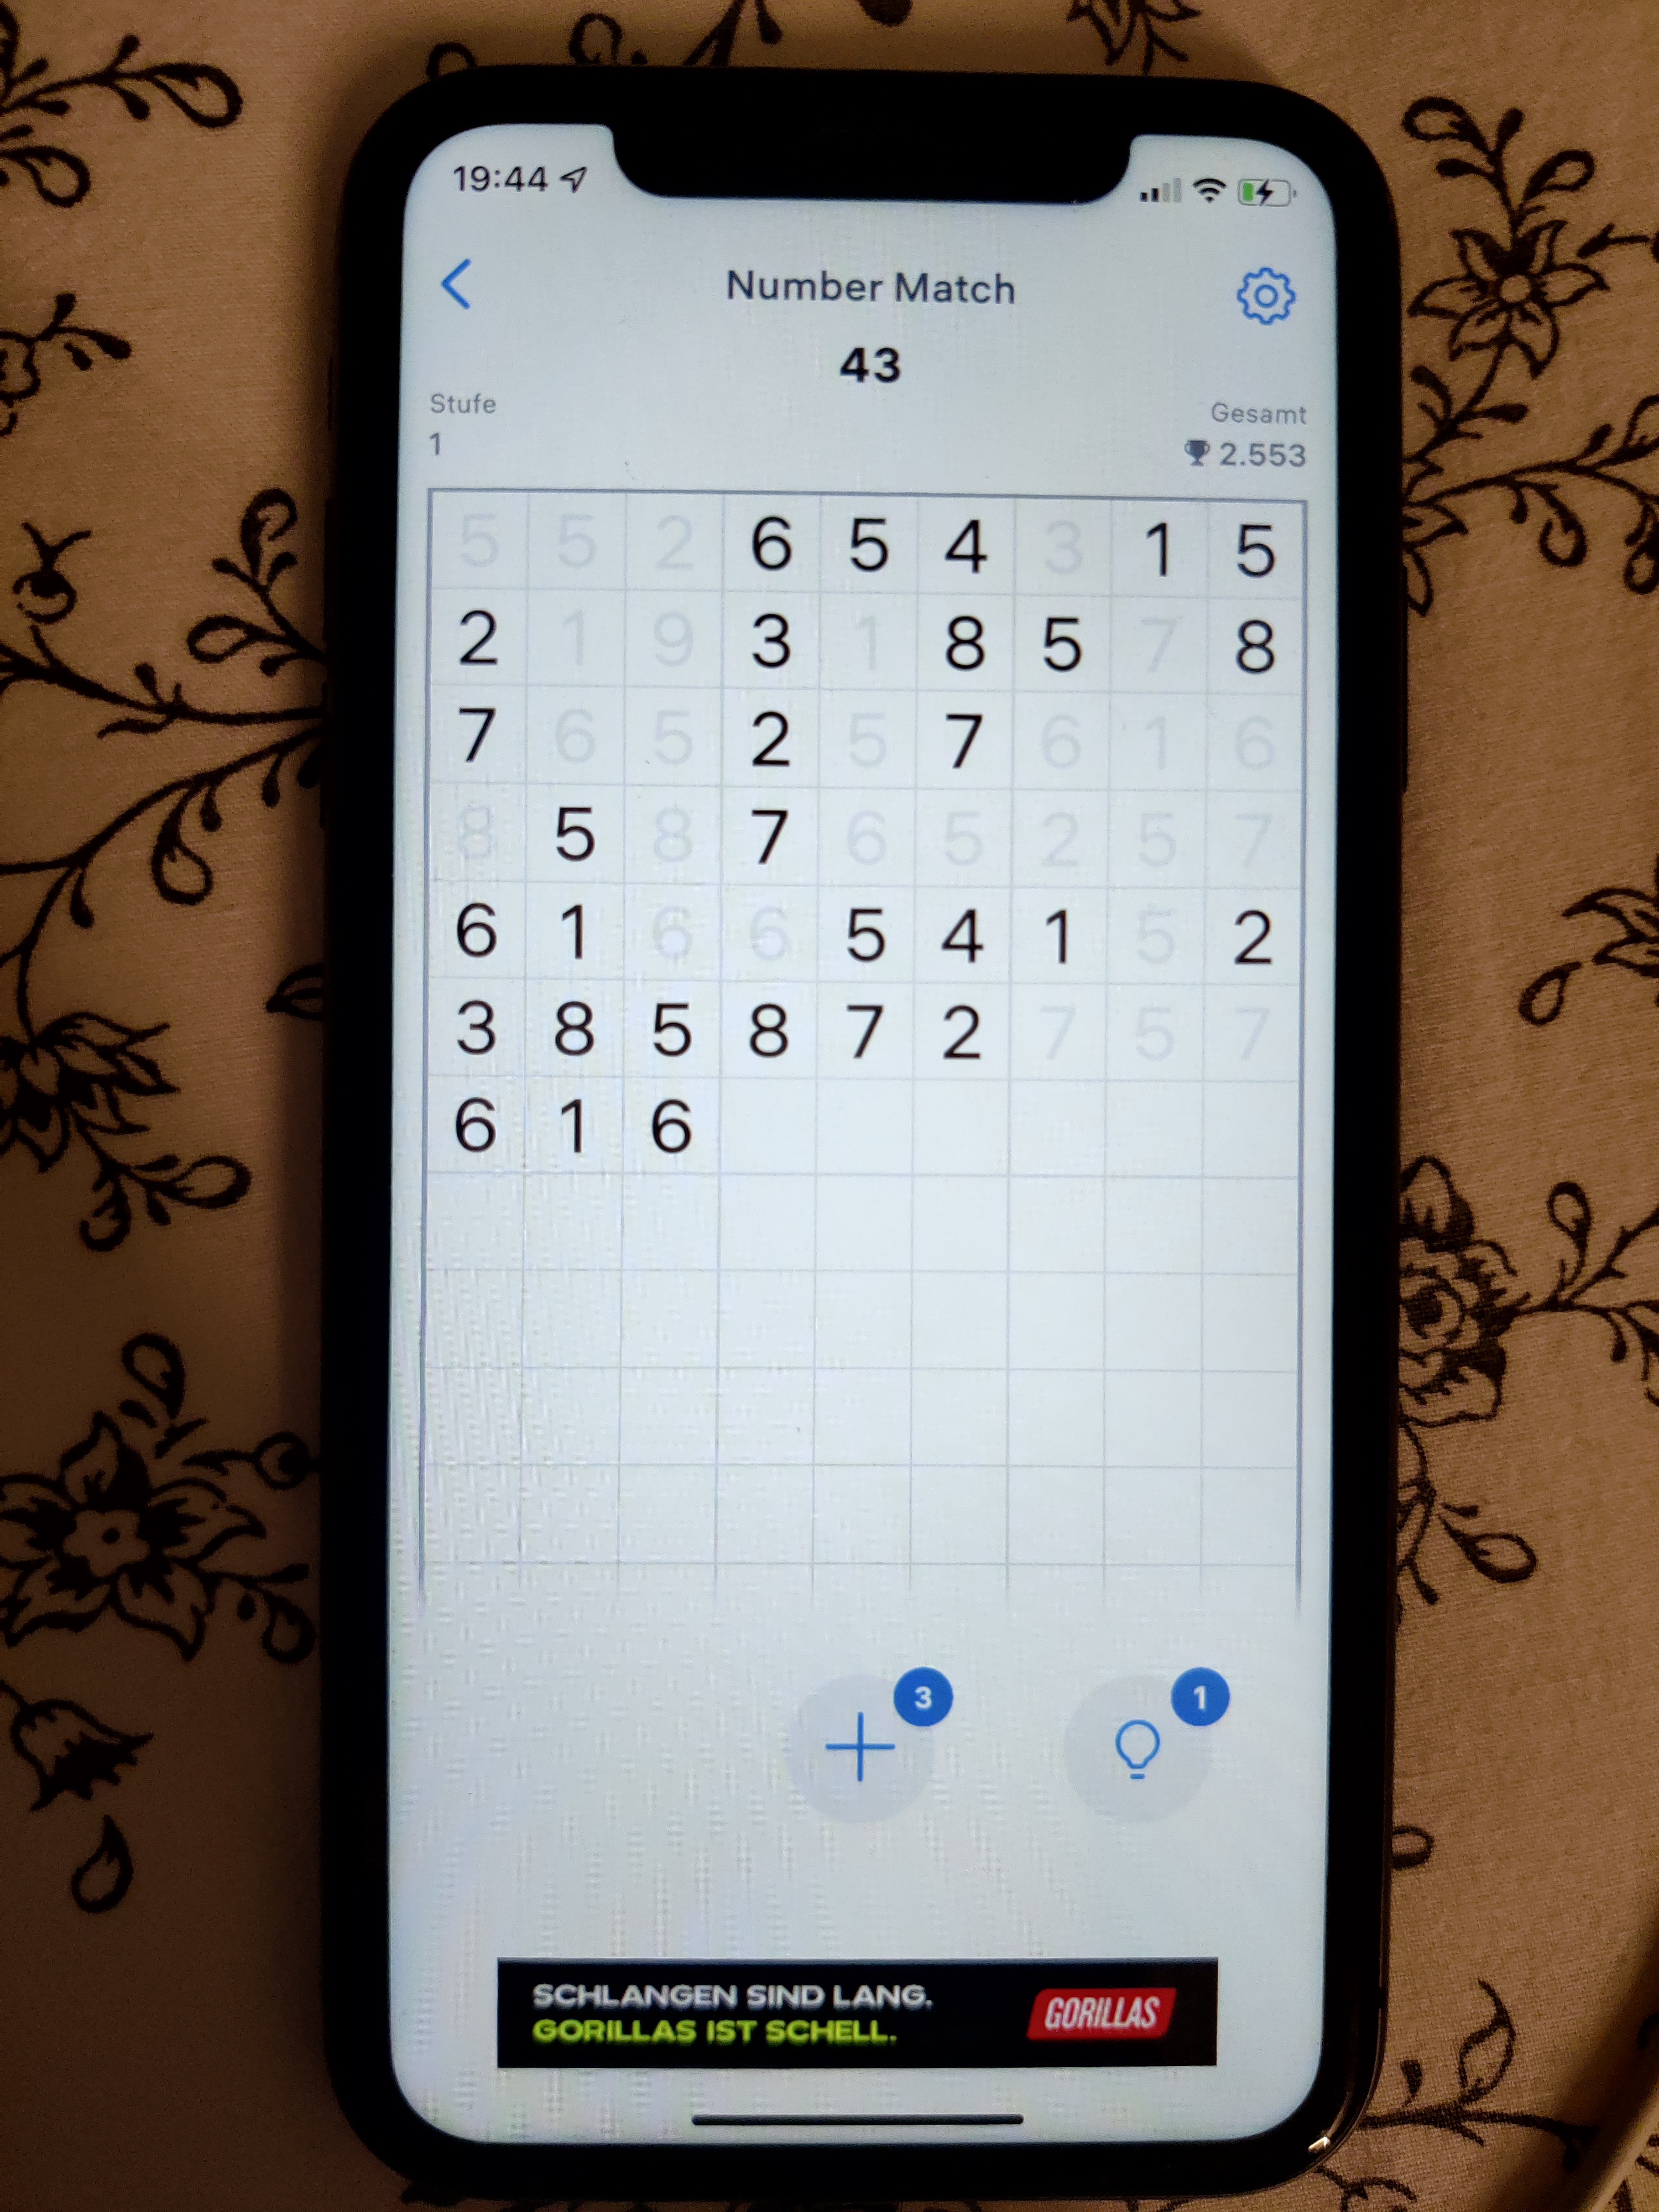 19:44
Number Match
43
Stufe
Gesamt
1
2.553
5 5 2 6 5 4 3 1 5
2 1 9 3 1 8 5 7 8
7 6 5 2 5 7 6 1 6
8 5 8 7 6 5 2 5 7
6 1 6 6 5 4 1 5 2
3 8 5 8 7 2 7 5 7
6 1 6
3
1
SCHLANGEN SIND LANG.
GORILLAS IST SCHELL.
GORILLAS